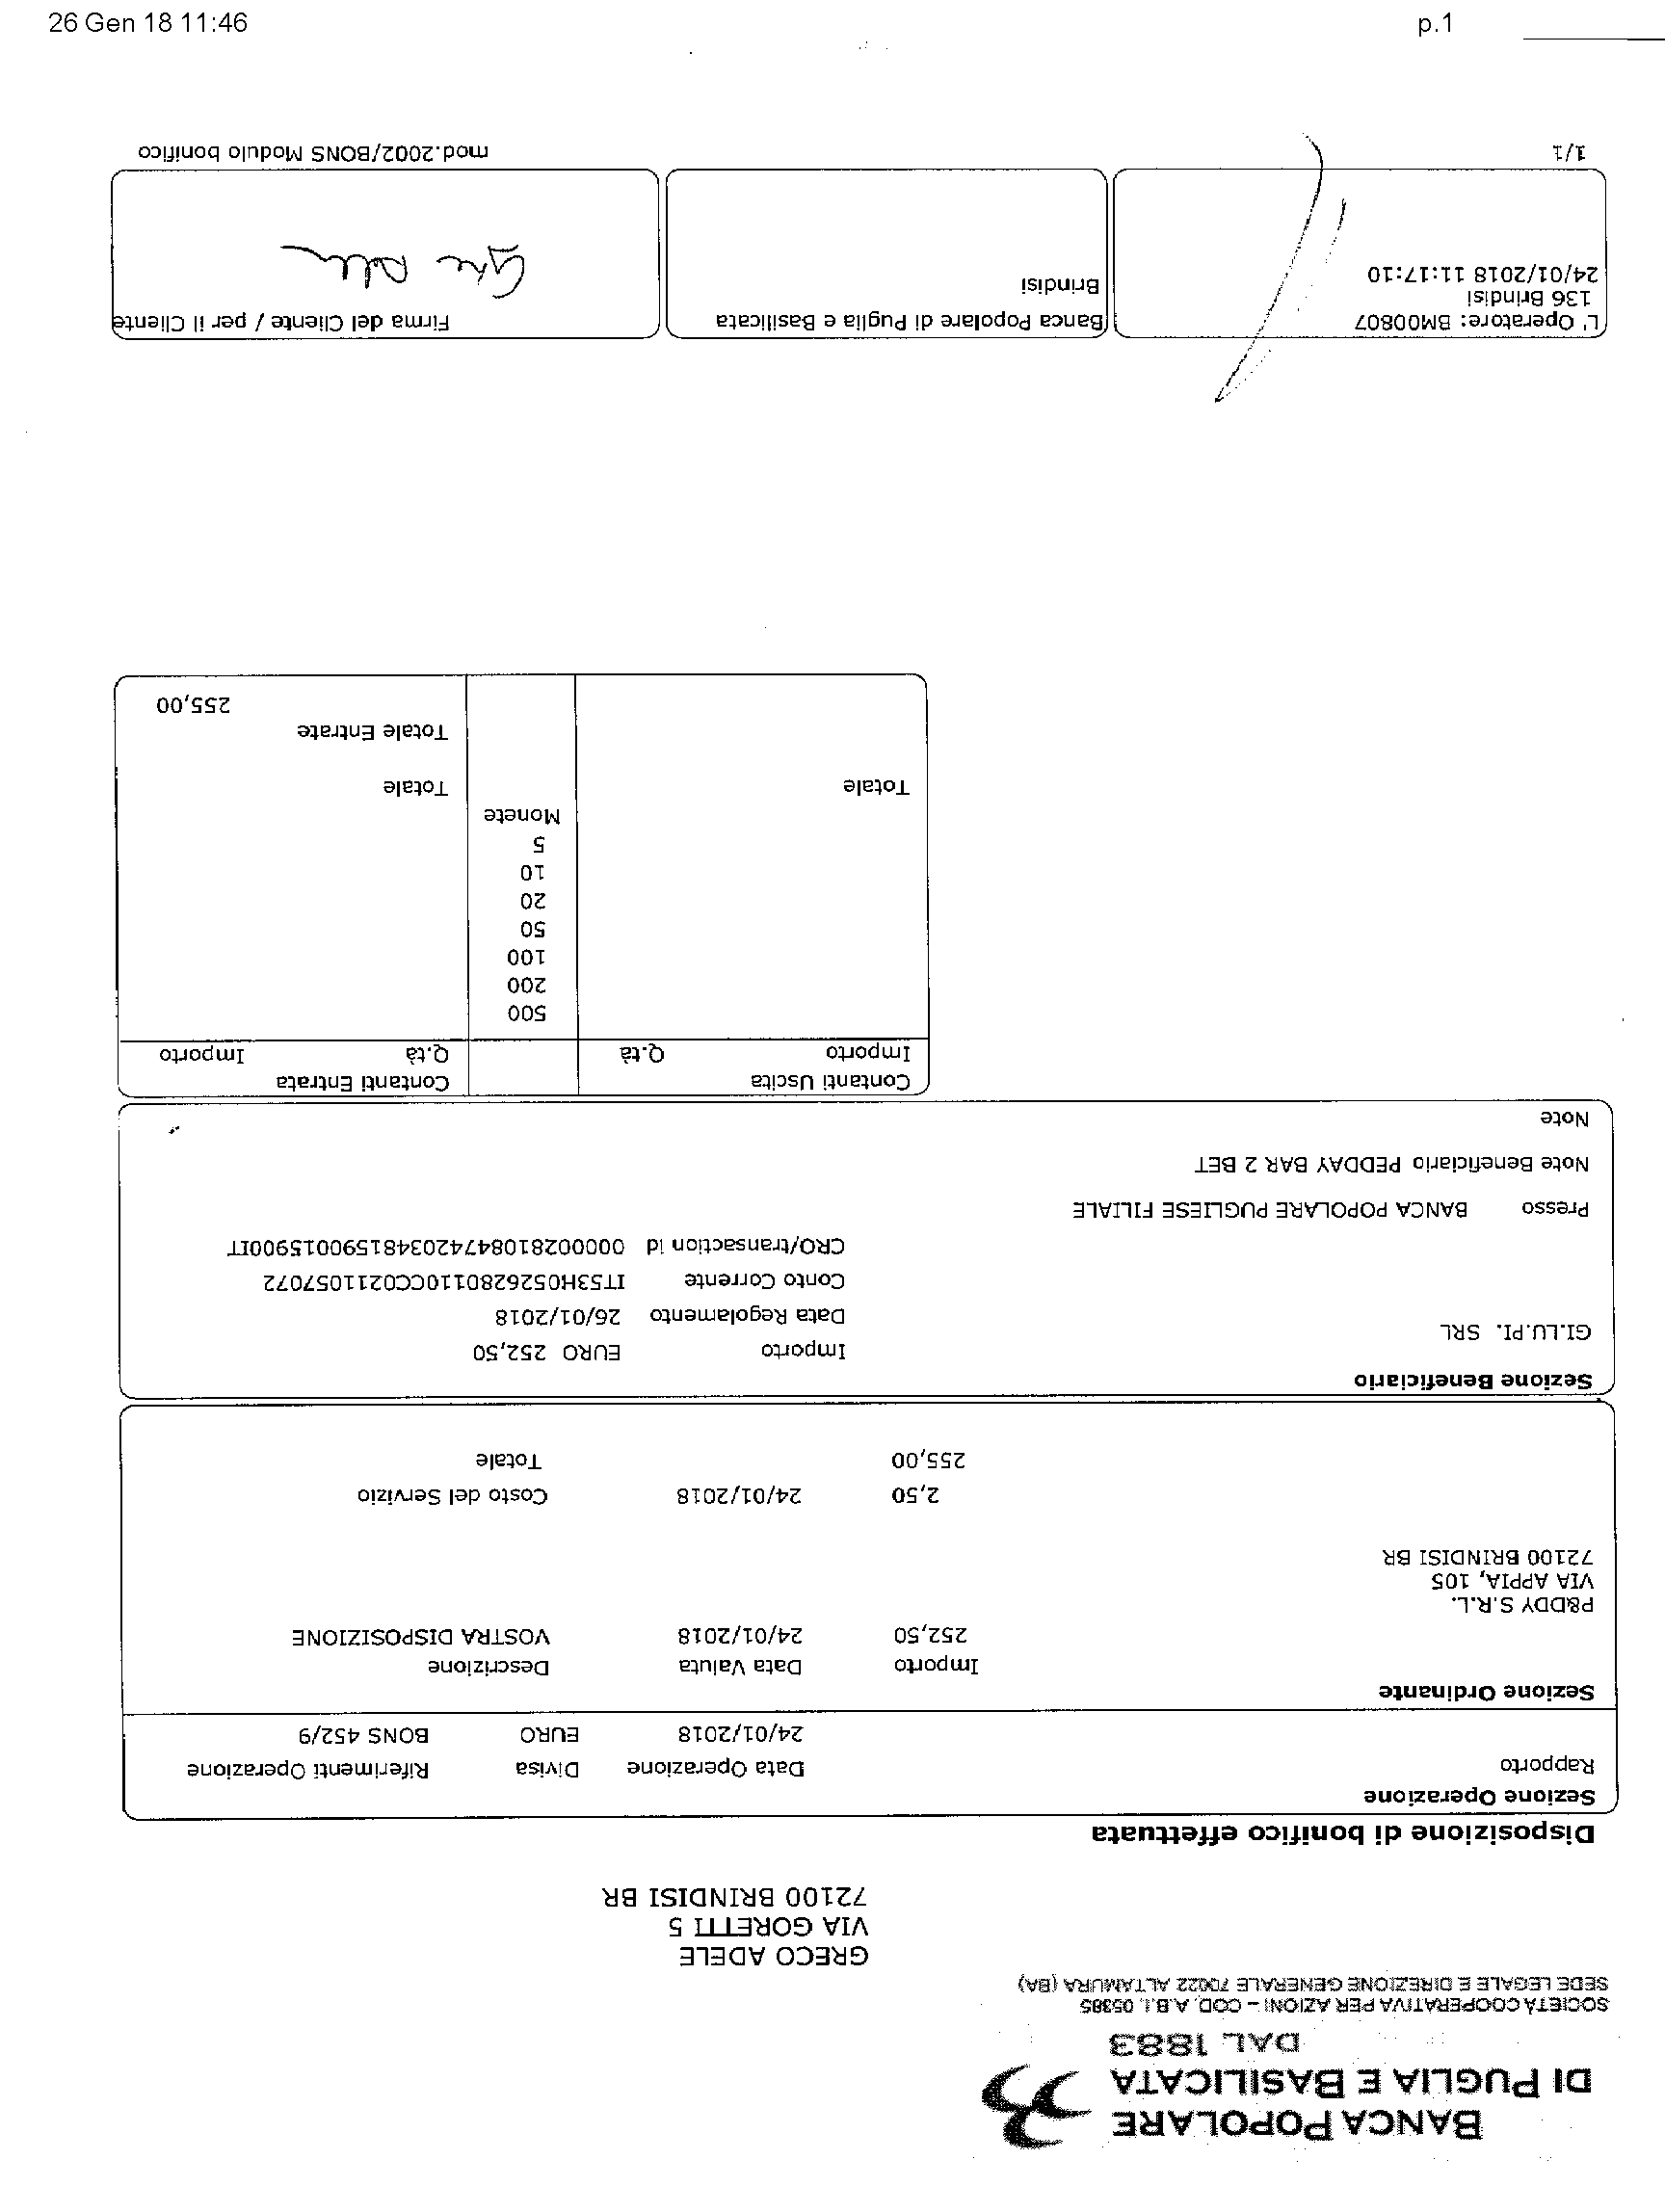 26 Gen 18 11:46 p.1
BANCA POPOLARE
DI PUGLIA E BASILICATA
DAL 1883
SOCIETÀ COOPERATIVA PER AZIONI - COD. A.B.I. 05385
SEDE LEGALE E DIREZIONE GENERALE 70022 ALTAMURA (BA)
GRECO ADELE
VIA GORETTI 5
72100 BRINDISI BR
Disposizione di bonifico effettuata
Sezione Operazione
Rapporto Data Operazione Divisa Riferimenti Operazione
24/01/2018 EURO BONS 452/9
Sezione Ordinante
Importo Data Valuta Descrizione
252,50 24/01/2018 VOSTRA DISPOSIZIONE
P&DDY S.R.L.
VIA APPIA, 105
72100 BRINDISI BR
2,50 24/01/2018 Costo del Servizio
255,00 Totale
Sezione Beneficiario
Importo EURO 252,50
GI.LU.PI. SRL
Data Regolamento 26/01/2018
Conto Corrente IT53H0526280110CC0211057072
CRO/transaction id 0000028108474203481590015900IT
Presso BANCA POPOLARE PUGLIESE FILIALE
Note Beneficiario PEDDAY BAR 2 BET
Note
Contanti Uscita Contanti Entrata
Importo Q.tà Q.tà Importo
500
200
100
50
20
10
5
Monete
Totale Totale
Totale Entrate
255,00
L' Operatore: BM00807 Banca Popolare di Puglia e Basilicata Firma del Cliente / per il Cliente
136 Brindisi
Brindisi
24/01/2018 11:17:10
1/1 mod.2002/BONS Modulo bonifico